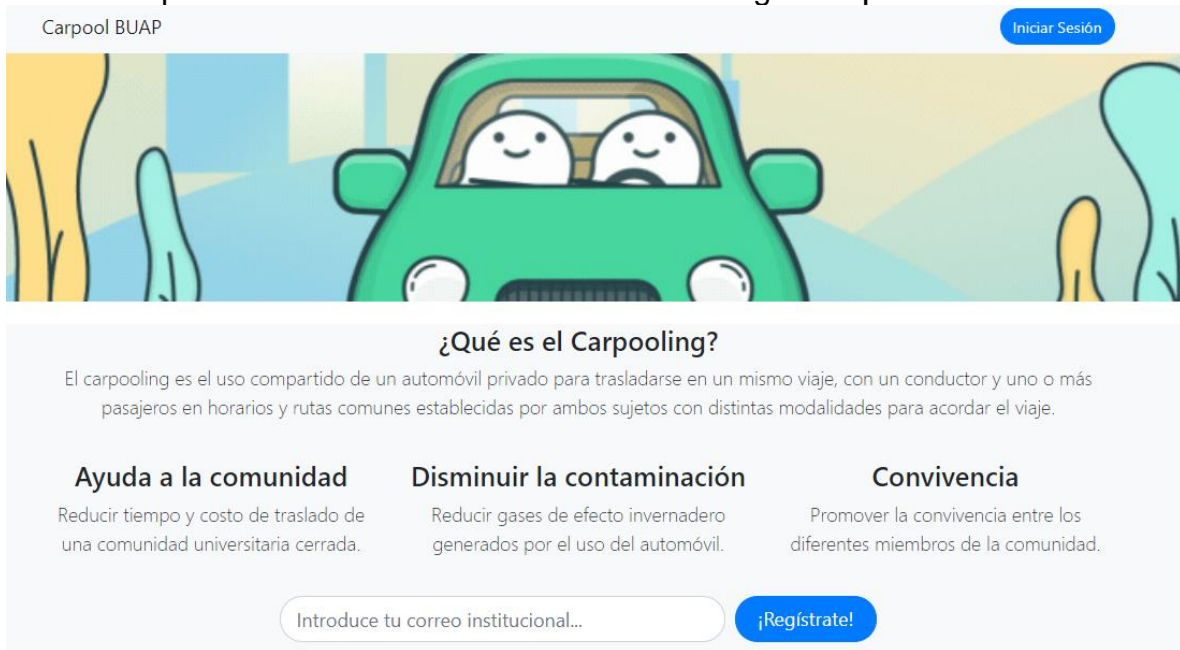 Carpool BUAP
Iniciar Sesión
¿Qué es el Carpooling?
El carpooling es el uso compartido de un automóvil privado para trasladarse en un mismo viaje, con un conductor y uno o más
pasajeros en horarios y rutas comunes establecidas por ambos sujetos con distintas modalidades para acordar el viaje.
Ayuda a la comunidad
Reducir tiempo y costo de traslado de
una comunidad universitaria cerrada.
Disminuir la contaminación
Reducir gases de efecto invernadero
generados por el uso del automóvil.
Convivencia
Promover la convivencia entre los
diferentes miembros de la comunidad.
Introduce tu correo institucional...
¡Regístrate!